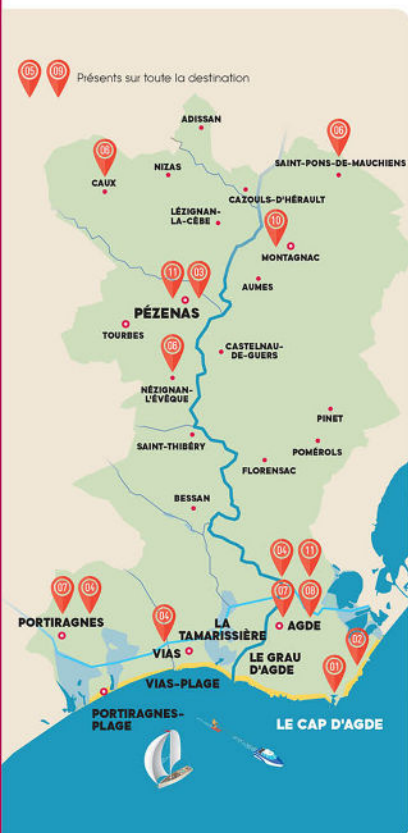 05 09 Présents sur toute la destination
ADISSAN
06
SAINT-PONS-DE-MAUCHIENS
06
CAUX
NIZAS
CAZOULS-D'HÉRAULT
LÉZIGNAN-
LA-CÈBE
10
MONTAGNAC
11 03
AUMES
PÉZENAS
TOURBES
06
CASTELNAU-
DE-GUERS
NÉZIGNAN-
L'ÉVÊQUE
PINET
SAINT-THIBÉRY
POMÉROLS
FLORENSAC
BESSAN
04 11
07 04
07 08
04
PORTIRAGNES
LA
TAMARISSIÈRE
AGDE
VIAS
02
LE GRAU
D'AGDE
01
VIAS-PLAGE
PORTIRAGNES-
PLAGE
LE CAP D'AGDE